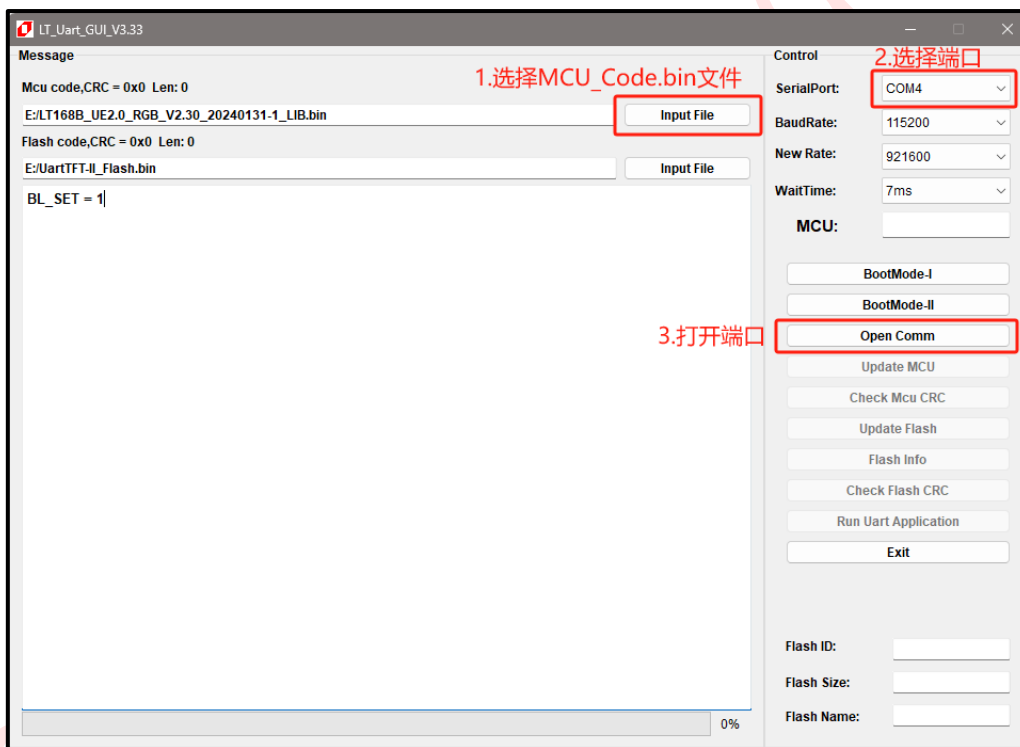 LT_Uart_GUI_V3.33
Message
Mcu code,CRC = 0x0 Len: 0
1.选择MCU_Code.bin文件
E:/LT168B_UE2.0_RGB_V2.30_20240131-1_LIB.bin
Input File
Flash code,CRC = 0x0 Len: 0
E:/UartTFT-II_Flash.bin
Input File
BL_SET = 1
0%
Control
2.选择端口
SerialPort: COM4
BaudRate: 115200
New Rate: 921600
WaitTime: 7ms
MCU:
BootMode-I
BootMode-II
3.打开端口
Open Comm
Update MCU
Check Mcu CRC
Update Flash
Flash Info
Check Flash CRC
Run Uart Application
Exit
Flash ID:
Flash Size:
Flash Name: